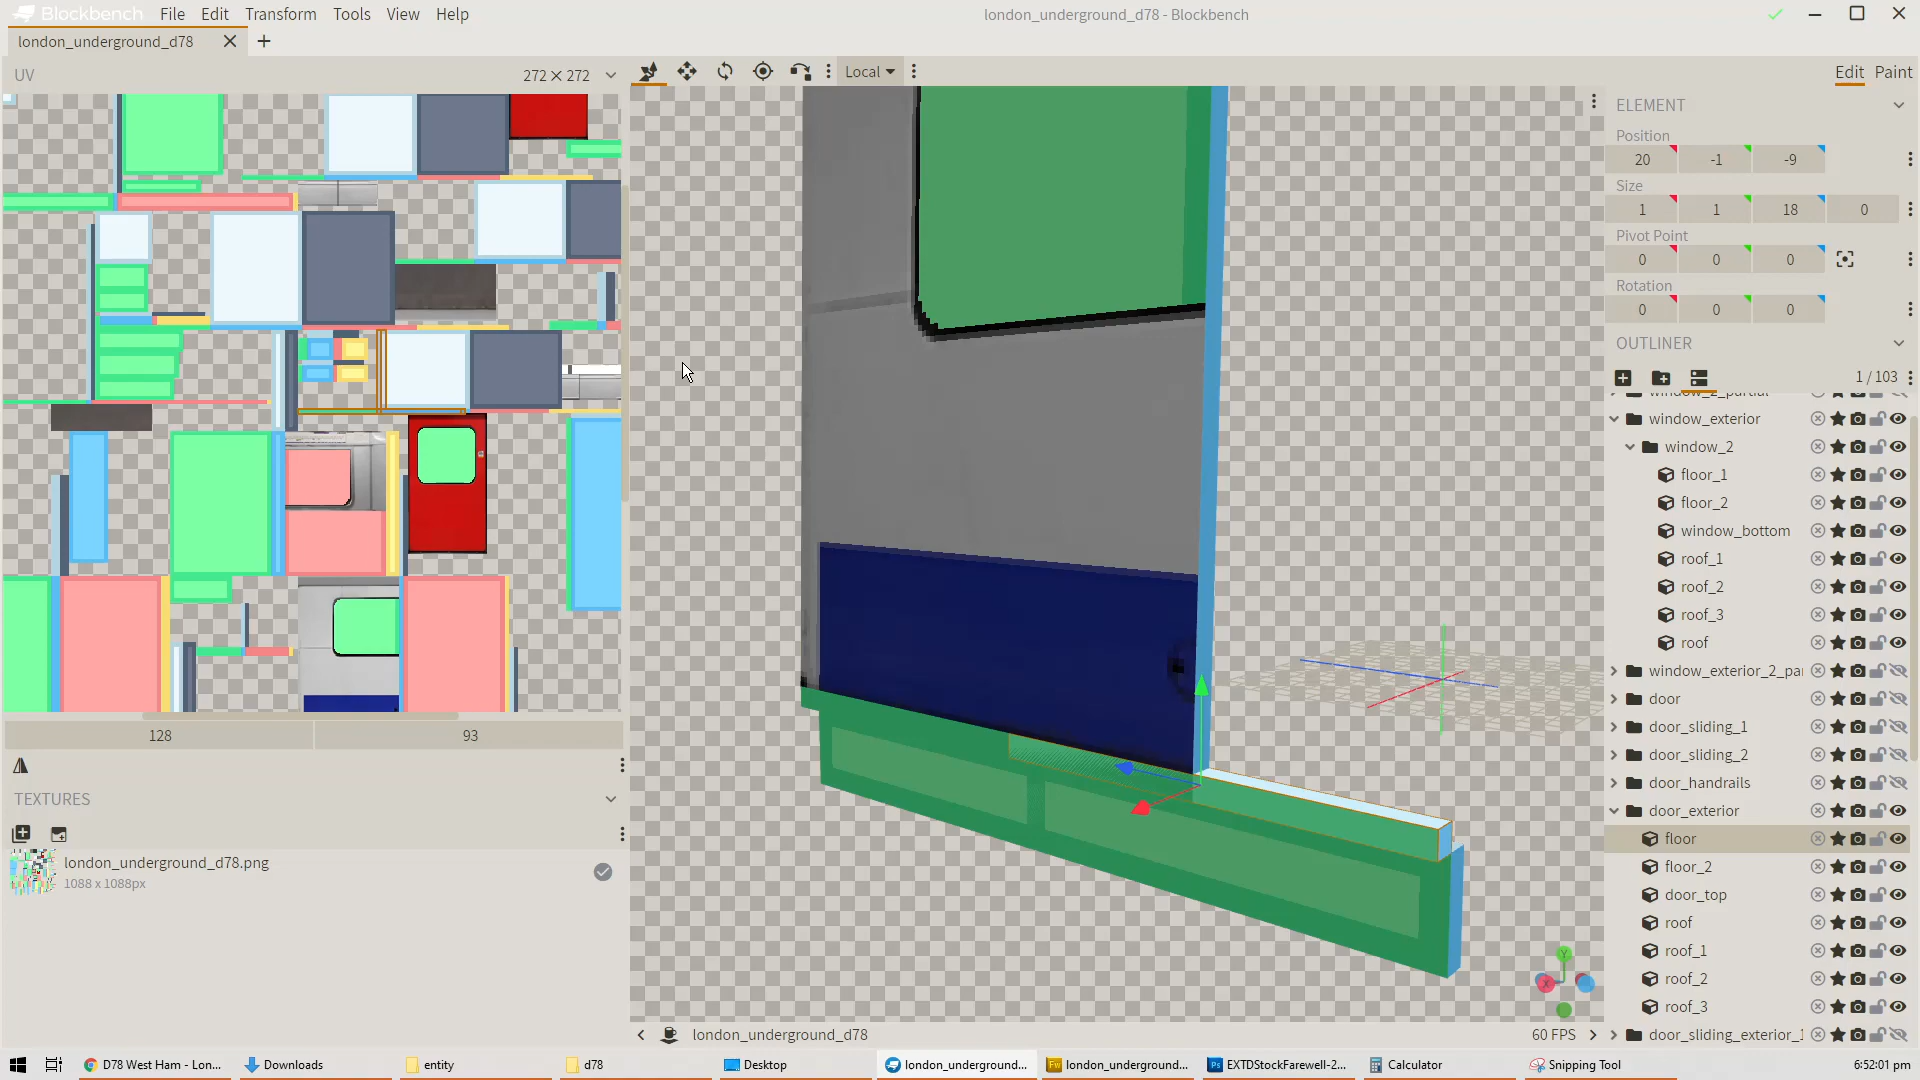 Blockbench File Edit Transform Tools View Help
london_underground_d78 - Blockbench
london_underground_d78
UV
272 × 272
Local
Edit Paint
ELEMENT
Position
20 -1 -9
Size
1 1 18 0
Pivot Point
0 0 0
Rotation
0 0 0
OUTLINER
1 / 103
window_2_partial
window_exterior
window_2
floor_1
floor_2
window_bottom
roof_1
roof_2
roof_3
roof
window_exterior_2_pa
door
door_sliding_1
door_sliding_2
door_handrails
door_exterior
floor
floor_2
door_top
roof
roof_1
roof_2
roof_3
door_sliding_exterior_1
128 93
TEXTURES
london_underground_d78.png
1088 x 1088px
london_underground_d78
60 FPS
D78 West Ham - Lon...
Downloads
entity
d78
Desktop
london_underground...
london_underground...
EXTDStockFarewell-2...
Calculator
Snipping Tool
6:52:01 pm